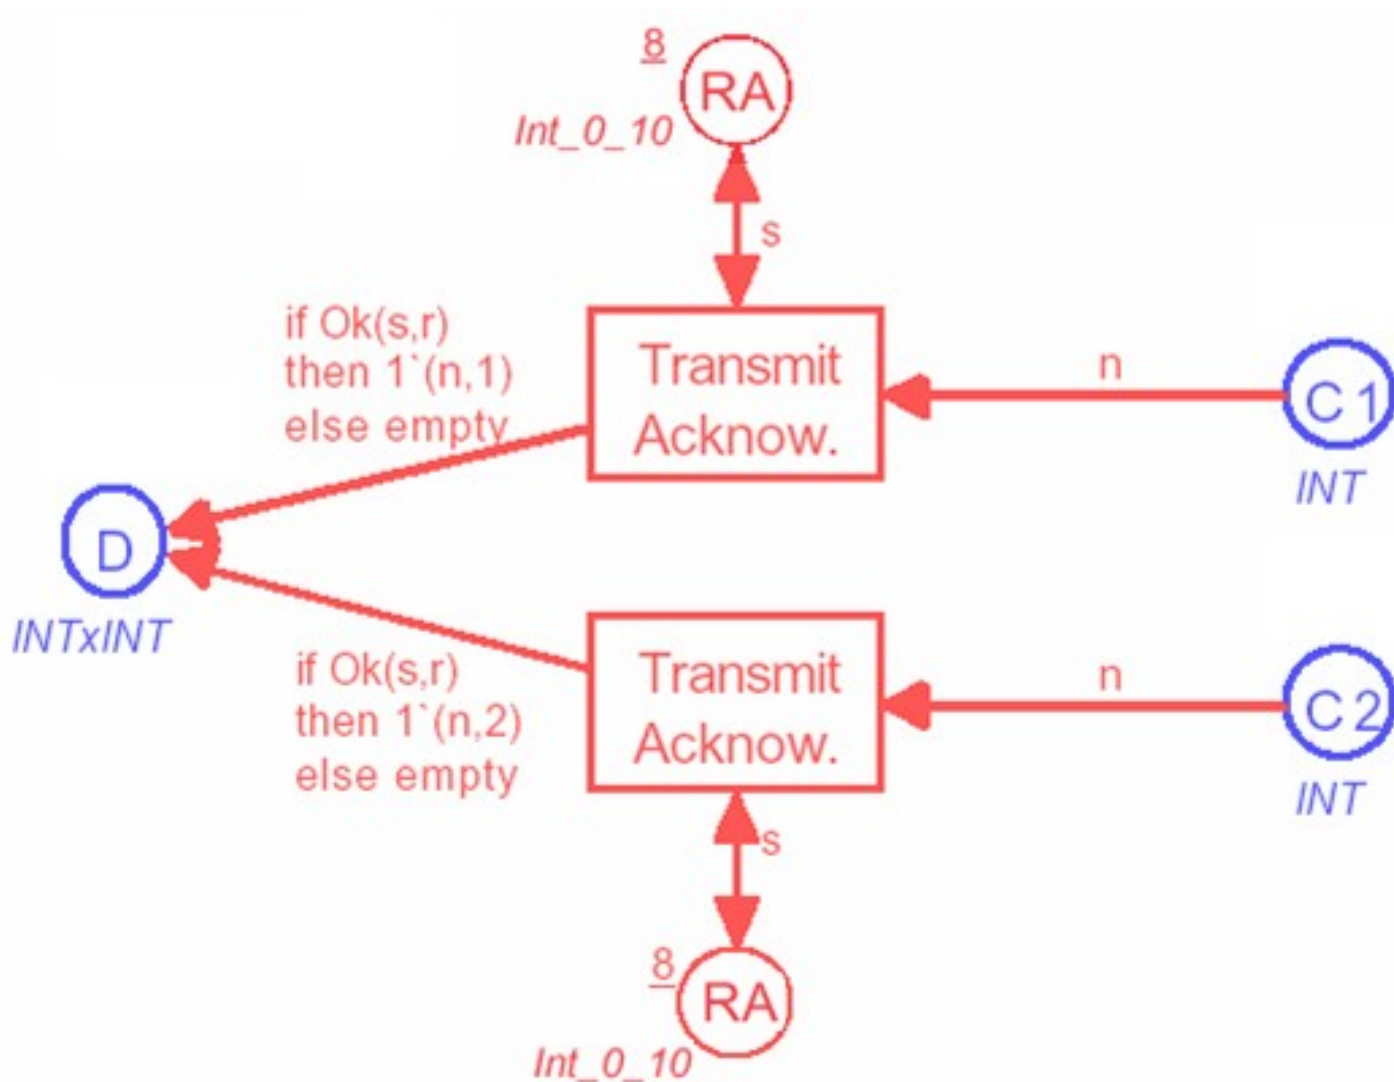 8
RA
Int_0_10
s
if Ok(s,r)
then 1`(n,1)
else empty
Transmit
Acknow.
n
C1
INT
D
INTxINT
if Ok(s,r)
then 1`(n,2)
else empty
Transmit
Acknow.
n
C2
INT
s
8
RA
Int_0_10